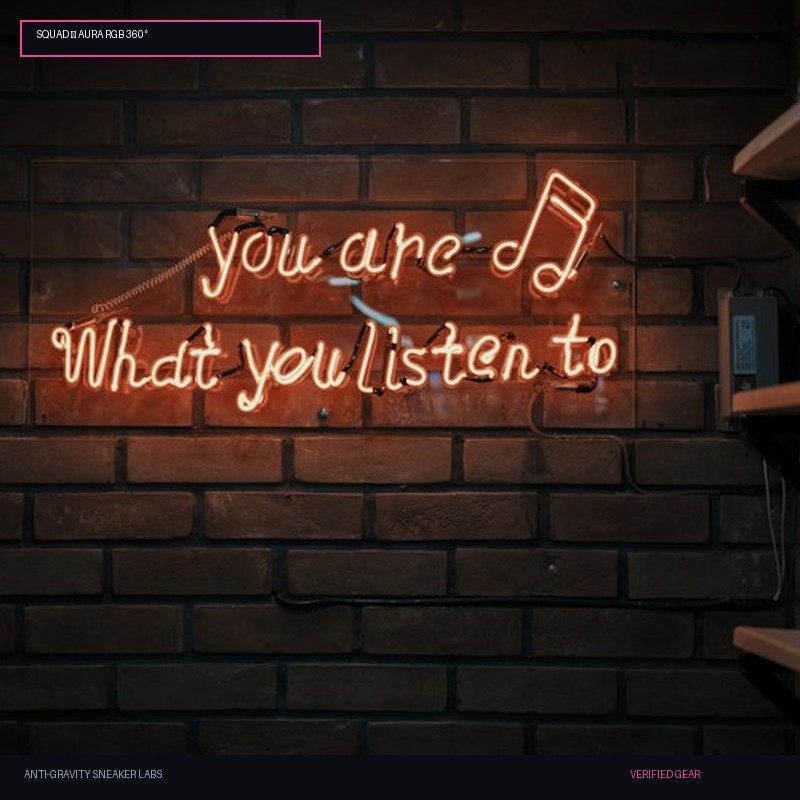 SQUAD AURA RGB 360°
you are
What you listen to
ANTI-GRAVITY SNEAKER LABS
VERIFIED GEAR